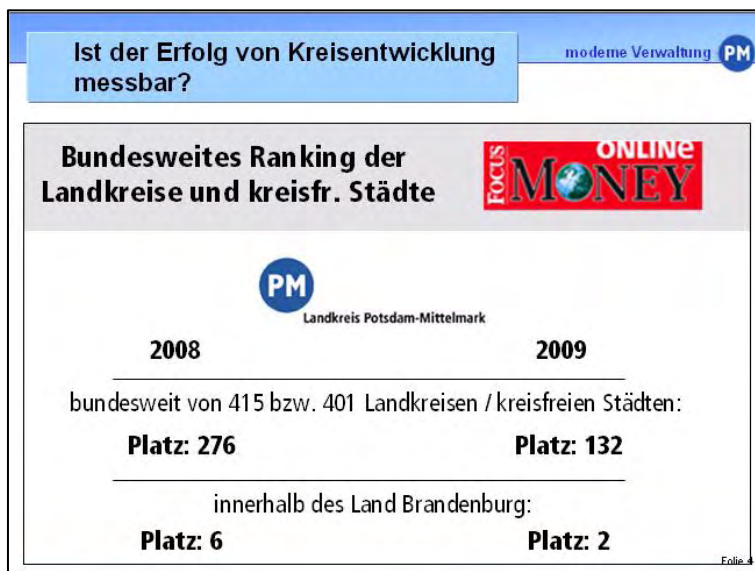 Ist der Erfolg von Kreisentwicklung
messbar?
moderne Verwaltung PM
Bundesweites Ranking der
Landkreise und kreisfr. Städte
FOCUS
ONLINE
MONEY
PM
Landkreis Potsdam-Mittelmark
2008 2009
bundesweit von 415 bzw. 401 Landkreisen / kreisfreien Städten:
Platz: 276 Platz: 132
innerhalb des Land Brandenburg:
Platz: 6 Platz: 2
Folie 4